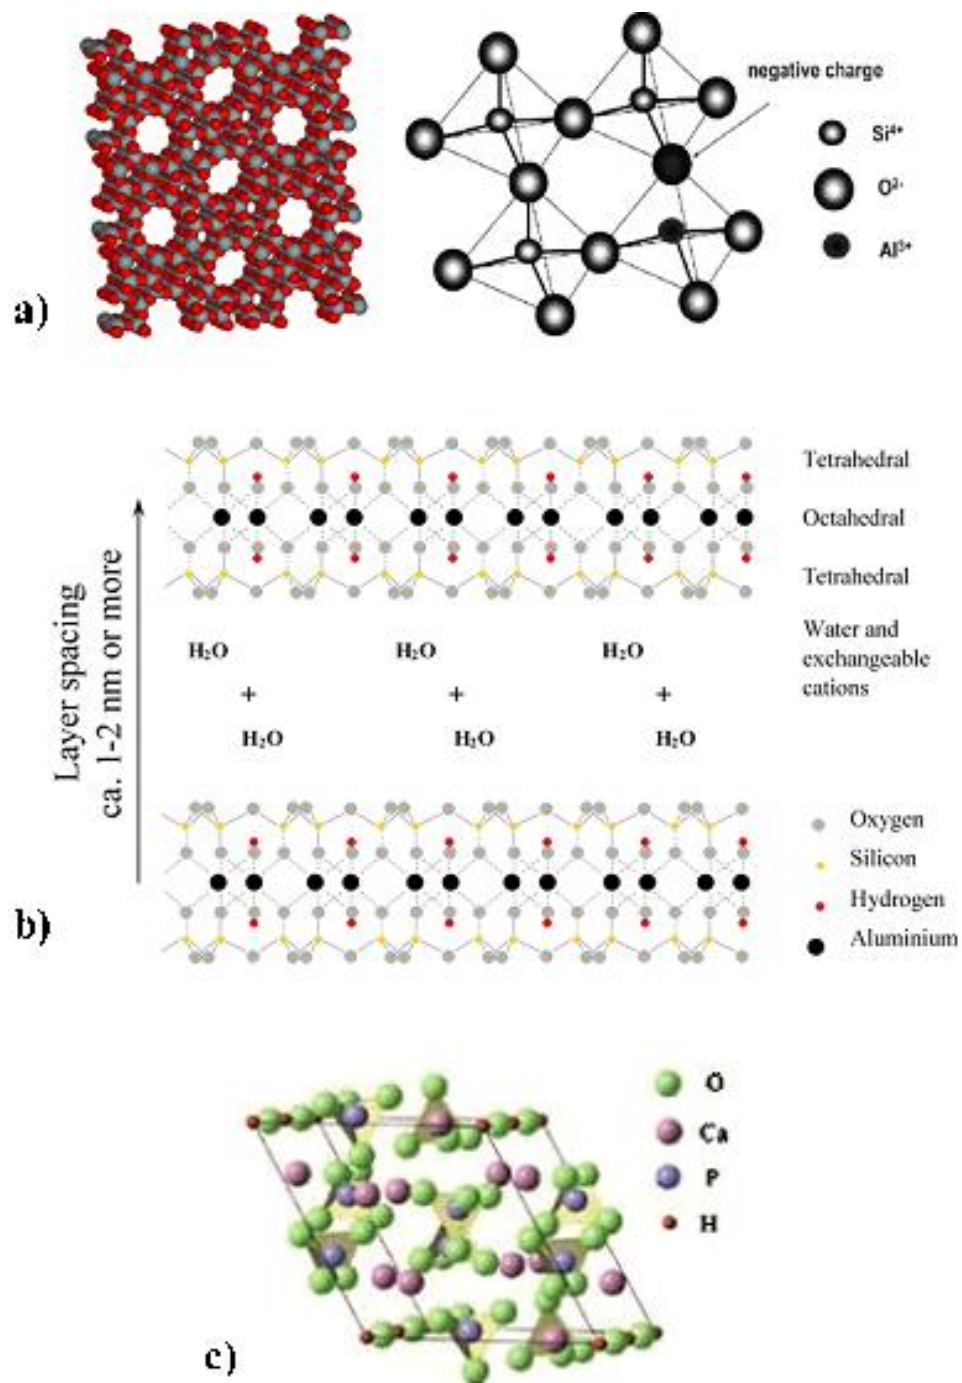 negative charge
Si⁴⁺
O²⁻
Al³⁺
a)
Tetrahedral
Octahedral
Tetrahedral
Water and
exchangeable
cations
Layer spacing
ca. 1-2 nm or more
H₂O H₂O H₂O
+ + +
H₂O H₂O H₂O
Oxygen
Silicon
Hydrogen
Aluminium
b)
O
Ca
P
H
c)